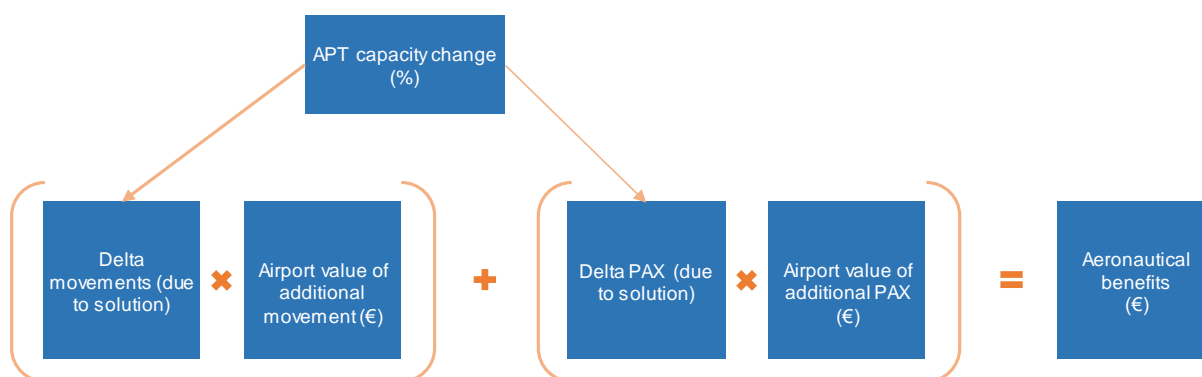 APT capacity change
(%)
Delta
movements (due
to solution)
✖
Airport value of
additional
movement (€)
+
Delta PAX (due
to solution)
✖
Airport value of
additional PAX
(€)
=
Aeronautical
benefits
(€)